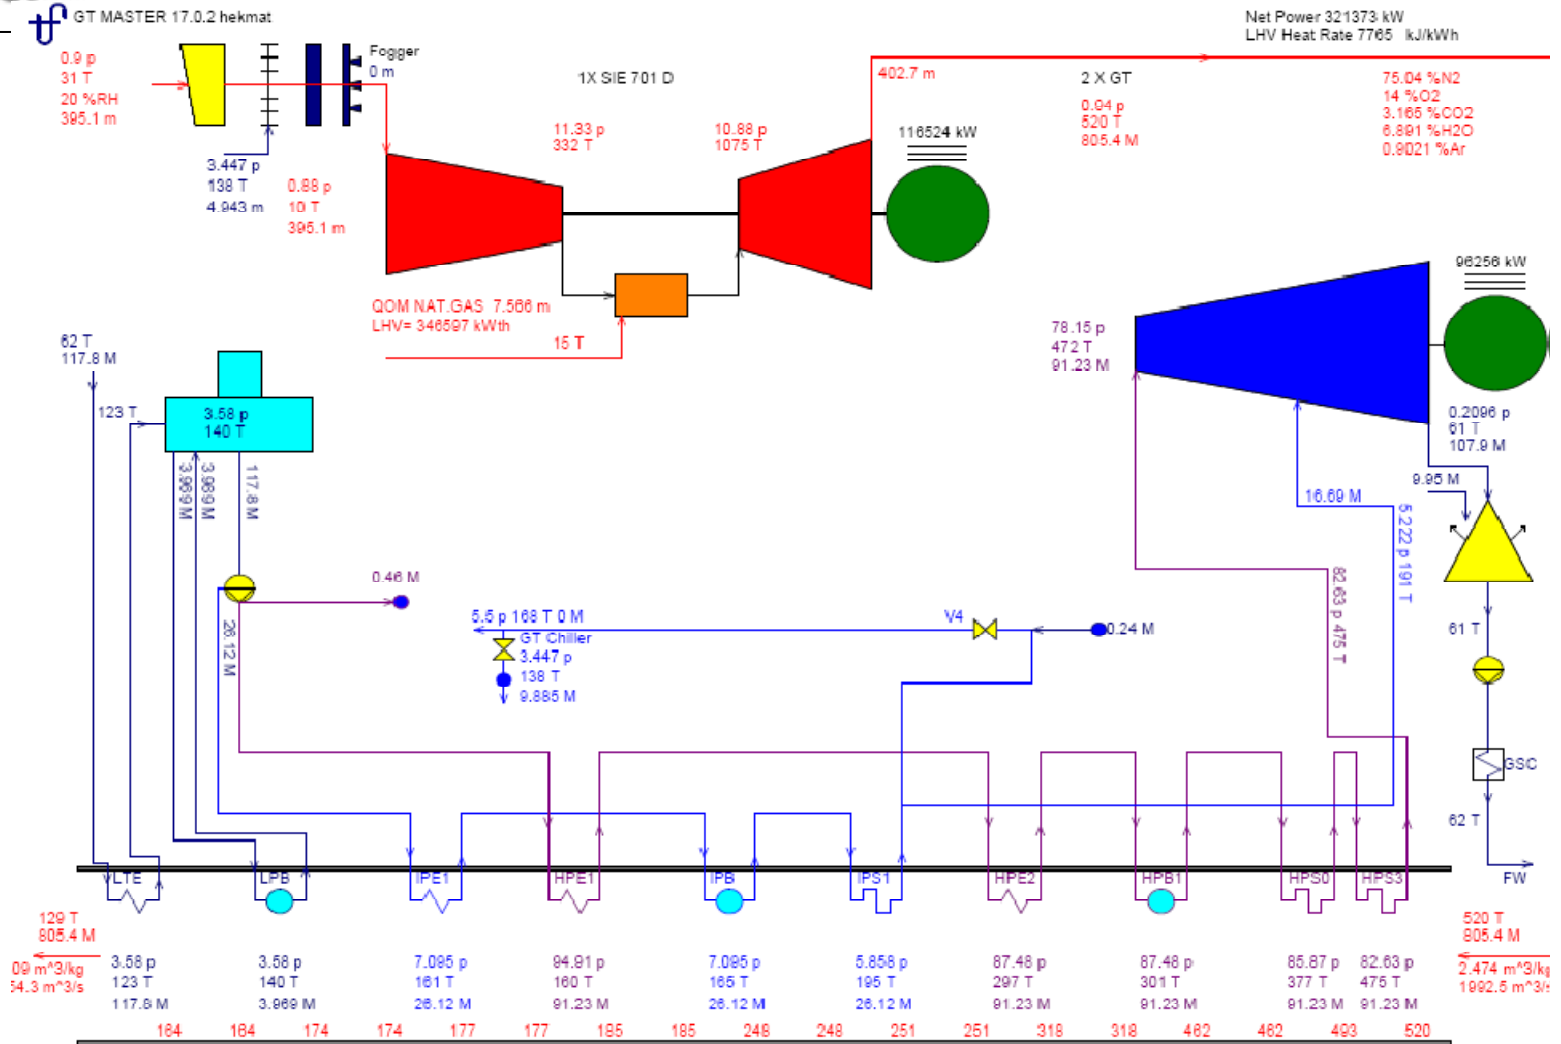 GT MASTER 17.0.2 hekmat
Net Power 321373 kW
LHV Heat Rate 7765 kJ/kWh
0.9 p
31 T
20 %RH
395.1 m
Fogger
0 m
1X SIE 701 D
402.7 m
2 X GT
0.94 p
520 T
805.4 M
75.04 %N2
14 %O2
3.165 %CO2
6.891 %H2O
0.9021 %Ar
3.447 p
138 T
4.943 m
0.88 p
10 T
395.1 m
11.33 p
332 T
10.88 p
1075 T
116524 kW
96256 kW
QOM NAT.GAS 7.566 m
LHV= 346597 kWth
15 T
62 T
117.8 M
123 T
3.58 p
140 T
3.969 M
3.969 M
117.8 M
78.15 p
472 T
91.23 M
0.2096 p
61 T
107.9 M
9.95 M
16.69 M
5.222 p 191 T
82.63 p 475 T
0.46 M
26.12 M
5.5 p 168 T 0 M
V4
0.24 M
GT Chiller
3.447 p
138 T
9.885 M
61 T
GSC
62 T
FW
LTE
LPB
IPE1
HPE1
IPB
IPS1
HPE2
HPB1
HPS0
HPS3
129 T
805.4 M
09 m^3/kg
54.3 m^3/s
520 T
805.4 M
2.474 m^3/kg
1992.5 m^3/s
3.58 p
123 T
117.8 M
3.58 p
140 T
3.969 M
7.095 p
161 T
26.12 M
94.91 p
160 T
91.23 M
7.095 p
165 T
26.12 M
5.858 p
195 T
26.12 M
87.48 p
297 T
91.23 M
87.48 p
301 T
91.23 M
85.87 p
377 T
91.23 M
82.63 p
475 T
91.23 M
164 164 174 174 177 177 185 185 248 248 251 251 318 318 462 462 493 520